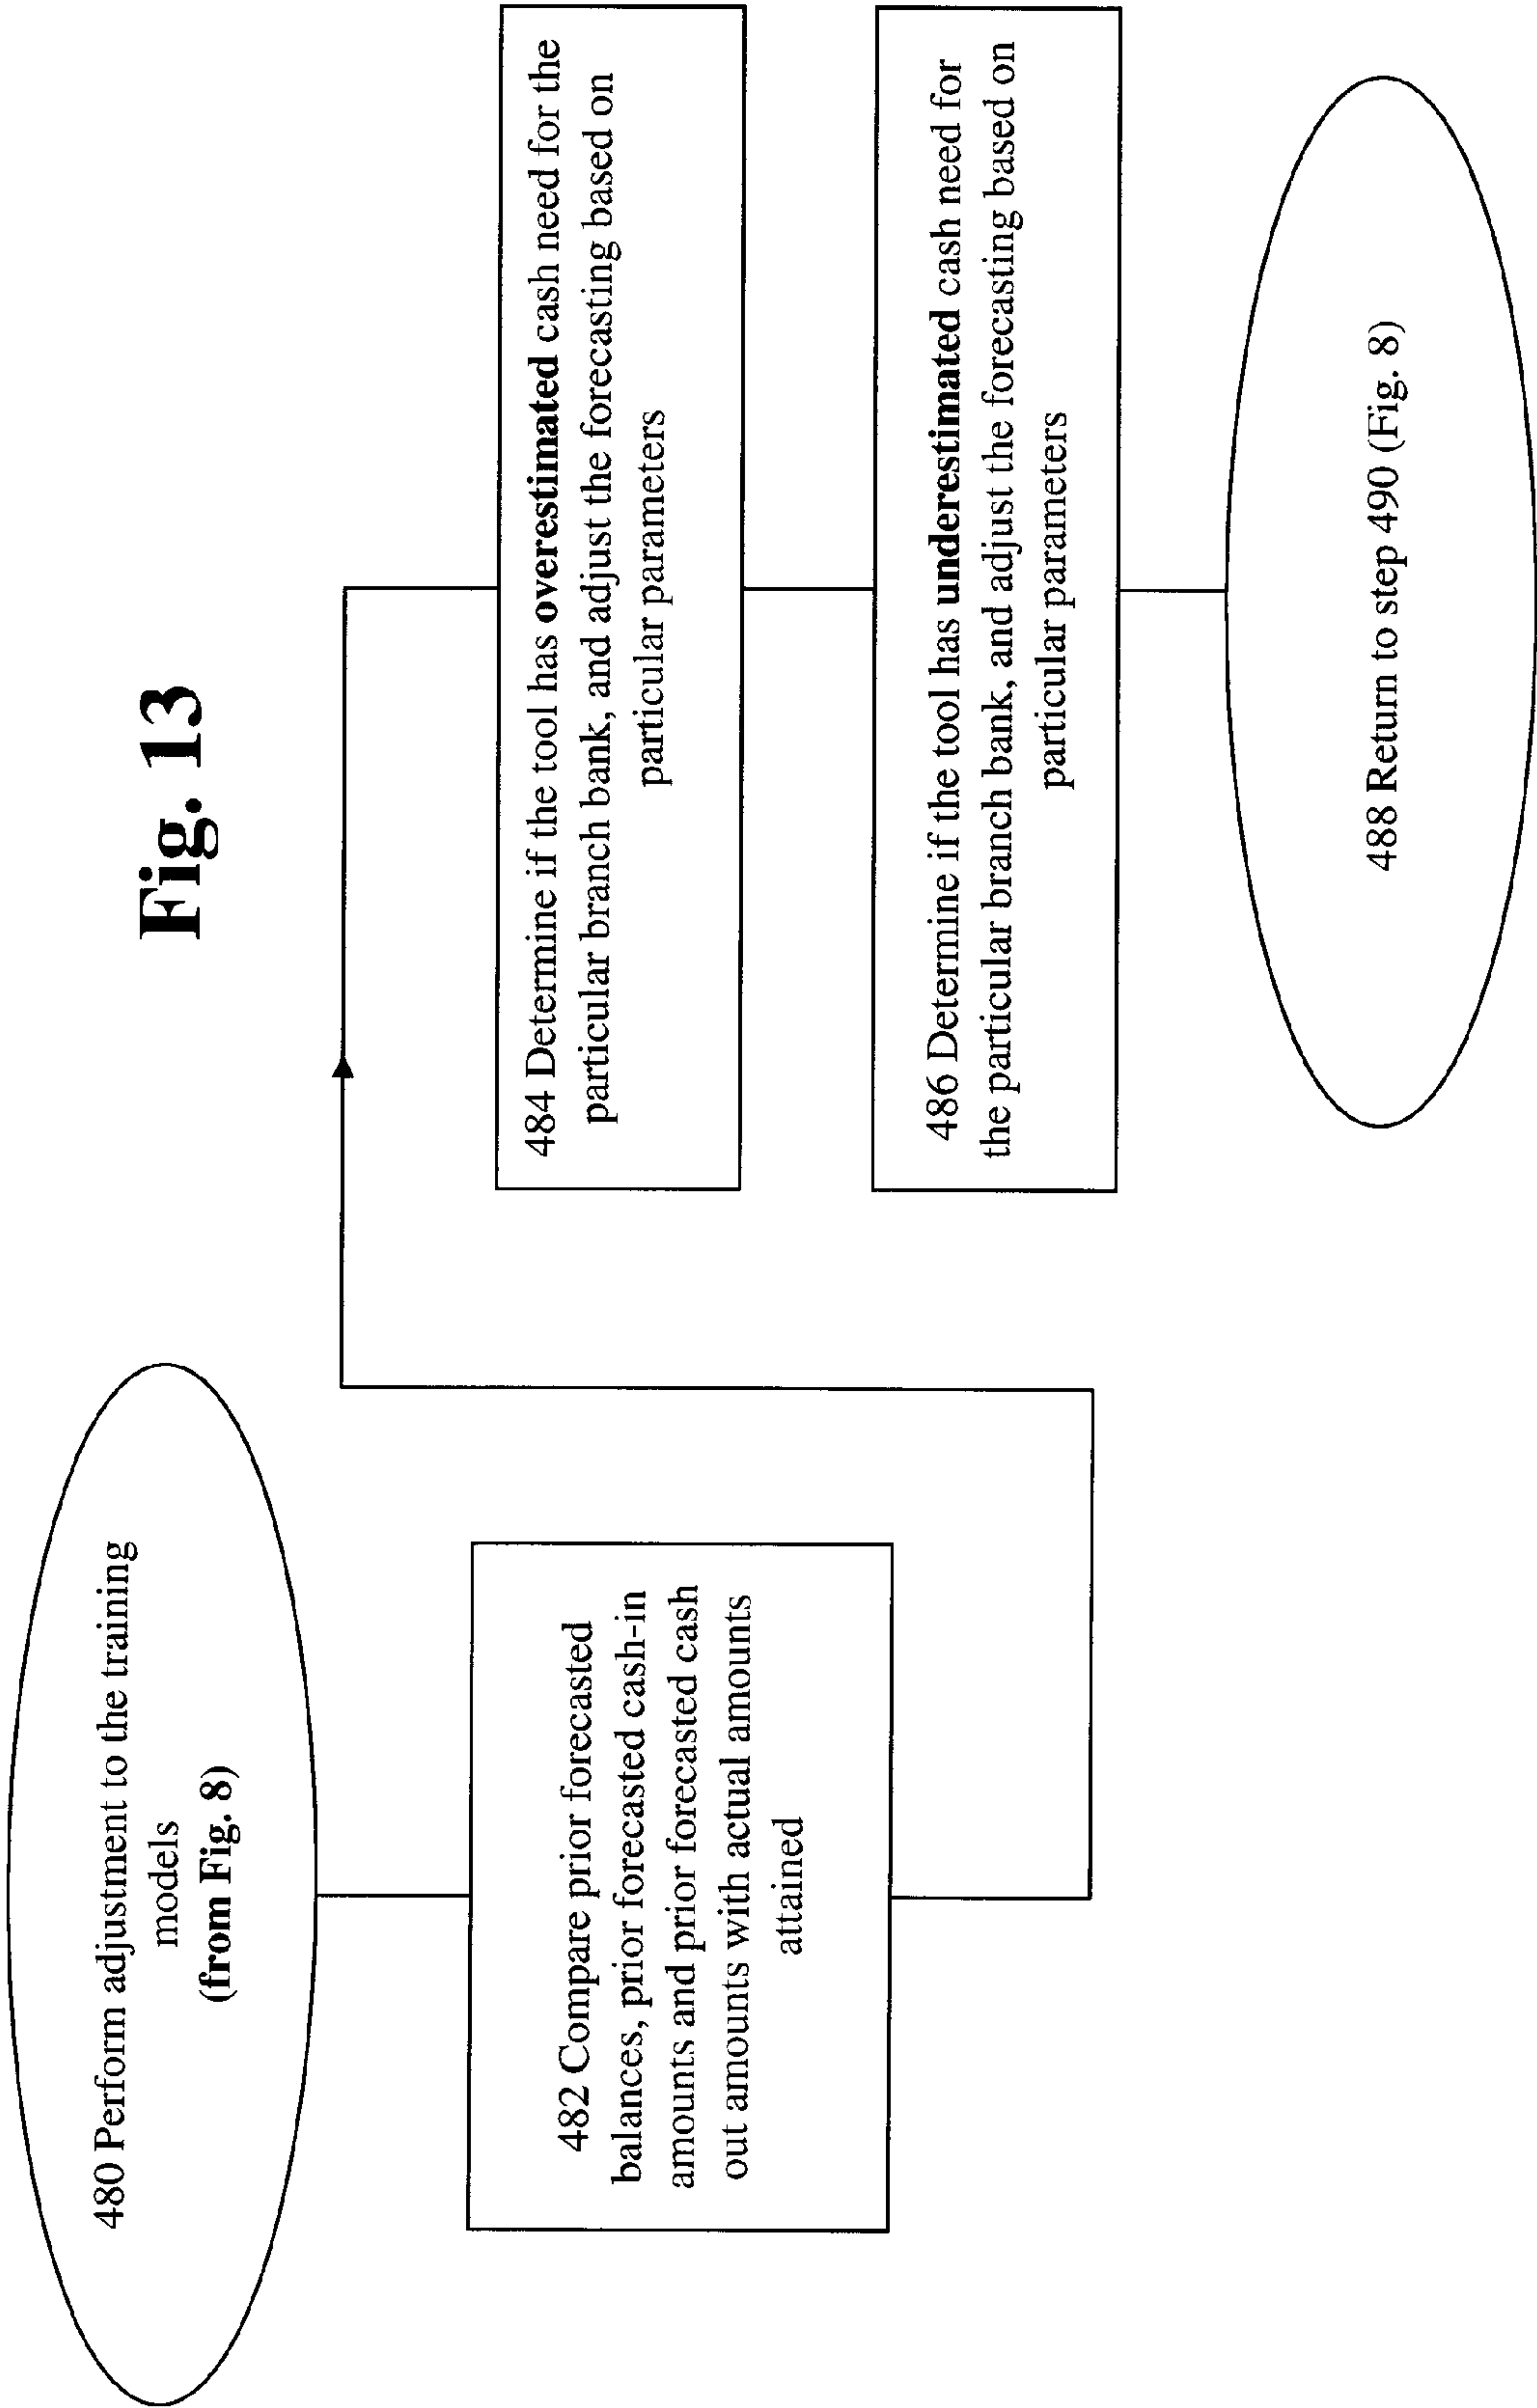 Fig. 13
480 Perform adjustment to the training
models
(from Fig. 8)
482 Compare prior forecasted
balances, prior forecasted cash-in
amounts and prior forecasted cash
out amounts with actual amounts
attained
484 Determine if the tool has overestimated cash need for the
particular branch bank, and adjust the forecasting based on
particular parameters
486 Determine if the tool has underestimated cash need for
the particular branch bank, and adjust the forecasting based on
particular parameters
488 Return to step 490 (Fig. 8)